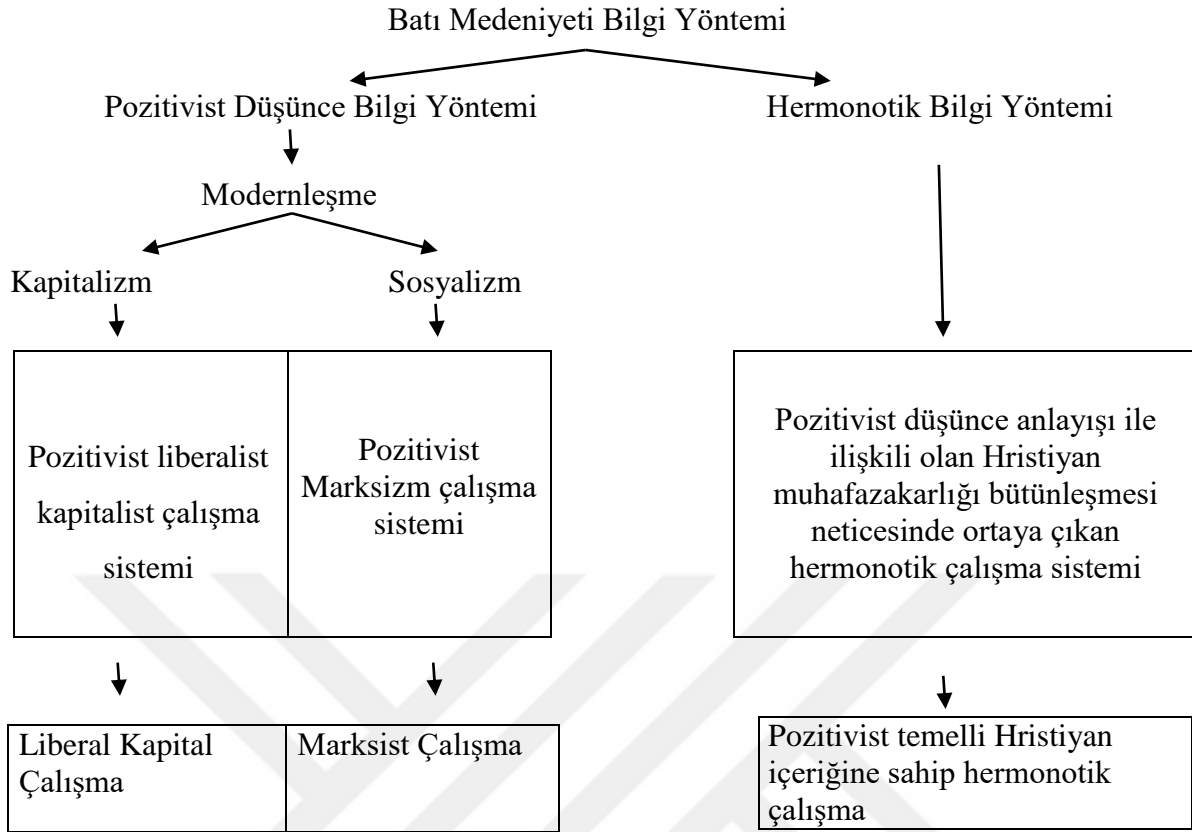 Batı Medeniyeti Bilgi Yöntemi
Pozitivist Düşünce Bilgi Yöntemi
Hermonotik Bilgi Yöntemi
Modernleşme
Kapitalizm
Sosyalizm
Pozitivist liberalist
kapitalist çalışma
sistemi
Pozitivist
Marksizm çalışma
sistemi
Pozitivist düşünce anlayışı ile
ilişkili olan Hristiyan
muhafazakarlığı bütünleşmesi
neticesinde ortaya çıkan
hermonotik çalışma sistemi
Liberal Kapital
Çalışma
Marksist Çalışma
Pozitivist temelli Hristiyan
içeriğine sahip hermonotik
çalışma